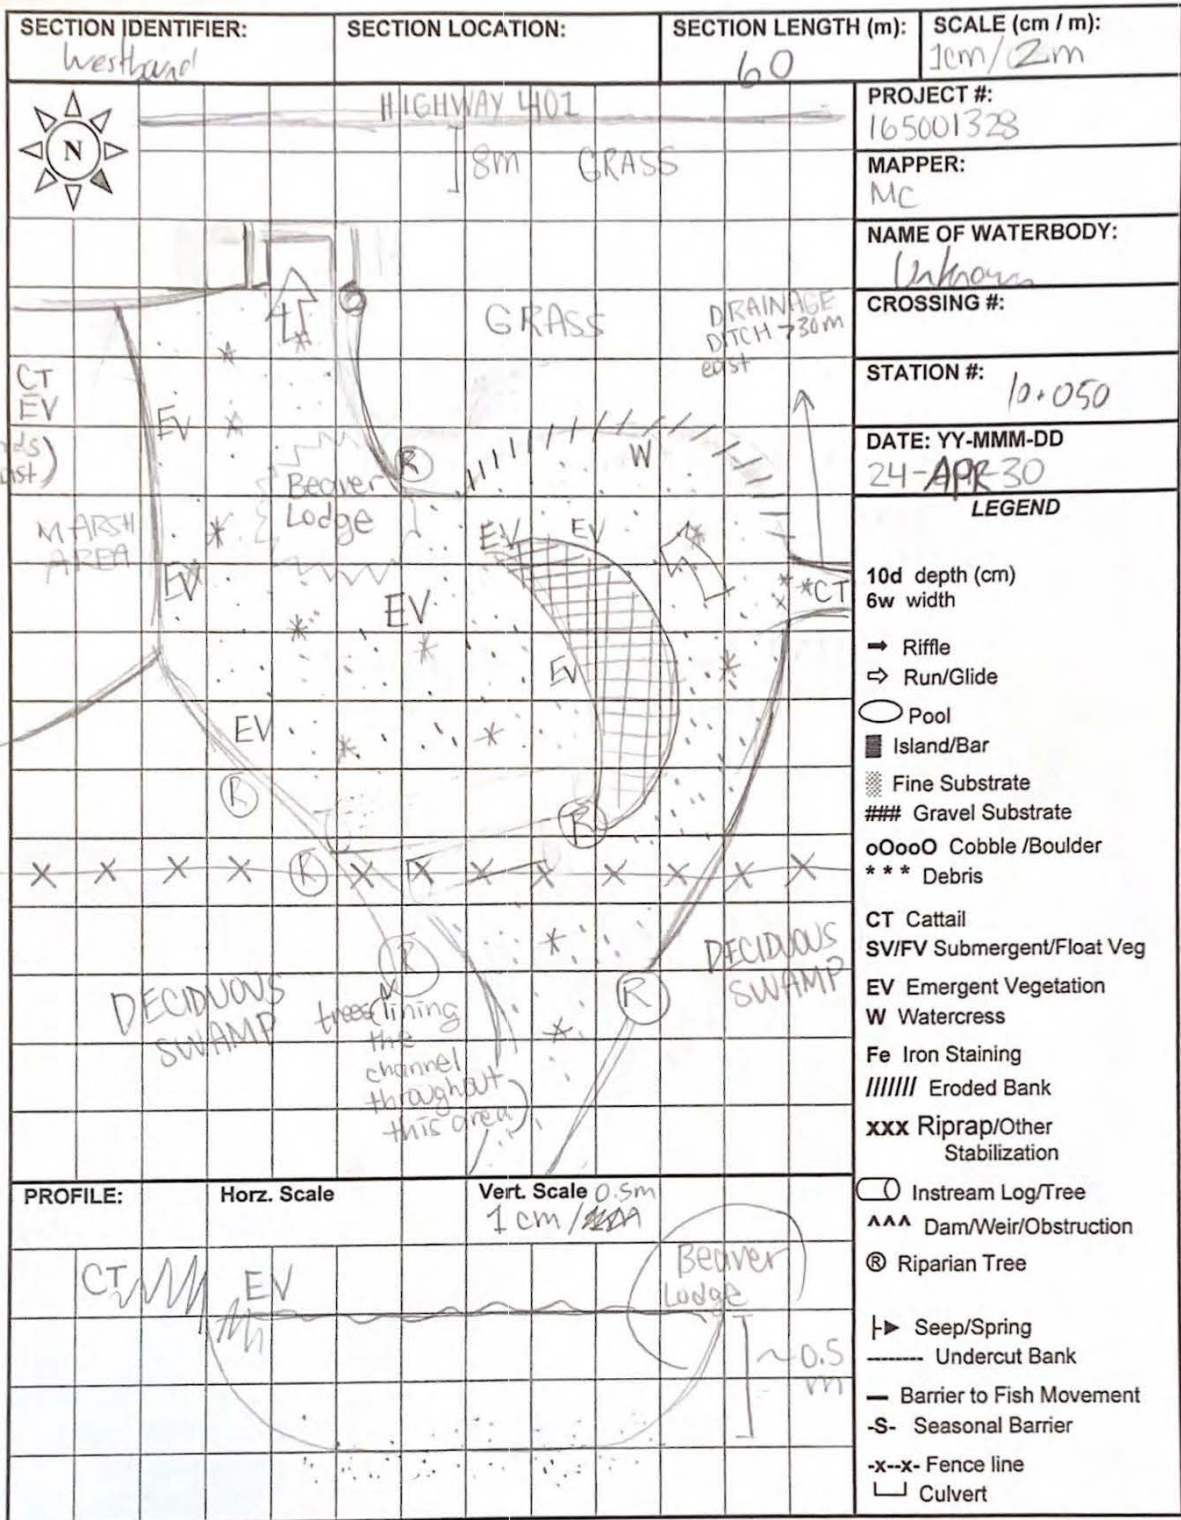 SECTION IDENTIFIER:
Westbound
SECTION LOCATION:
SECTION LENGTH (m):
60
SCALE (cm / m):
1cm/2m
N
HIGHWAY 401
8m GRASS
PROJECT #:
165001328
MAPPER:
MC
NAME OF WATERBODY:
Unknown
CROSSING #:
STATION #:
10+050
DATE: YY-MMM-DD
24-APR-30
GRASS
DRAINAGE
DITCH >30m
east
CT
EV
EV
R
W
Beaver
Lodge
MARSH
AREA
EV
EV
EV
EV
CT
EV
EV
R
R
R
X X X X R X X X X X X X X
DECIDUOUS
SWAMP
R
trees lining
the
channel
throughout
this area)
R
DECIDUOUS
SWAMP
LEGEND
10d depth (cm)
6w width
Riffle
Run/Glide
Pool
Island/Bar
Fine Substrate
### Gravel Substrate
oOooO Cobble /Boulder
* * * Debris
CT Cattail
SV/FV Submergent/Float Veg
EV Emergent Vegetation
W Watercress
Fe Iron Staining
/////// Eroded Bank
xxx Riprap/Other
Stabilization
Instream Log/Tree
^^^ Dam/Weir/Obstruction
® Riparian Tree
Seep/Spring
-------- Undercut Bank
— Barrier to Fish Movement
-S- Seasonal Barrier
-x--x- Fence line
Culvert
PROFILE:
Horz. Scale
Vert. Scale 0.5m
1 cm /
CT
EV
Beaver
Lodge
~0.5
m